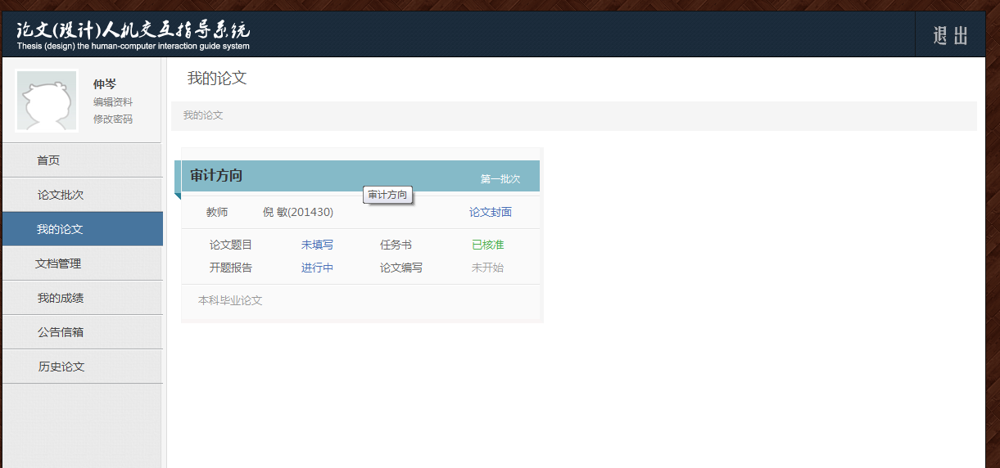 论文(设计)人机交互指导系统
Thesis (design) the human-computer interaction guide system
退 出
仲岑
编辑资料
修改密码
首页
论文批次
我的论文
文档管理
我的成绩
公告信箱
历史论文
我的论文
我的论文
审计方向 第一批次
审计方向
教师 倪 敏(201430) 论文封面
论文题目 未填写 任务书 已核准
开题报告 进行中 论文编写 未开始
本科毕业论文